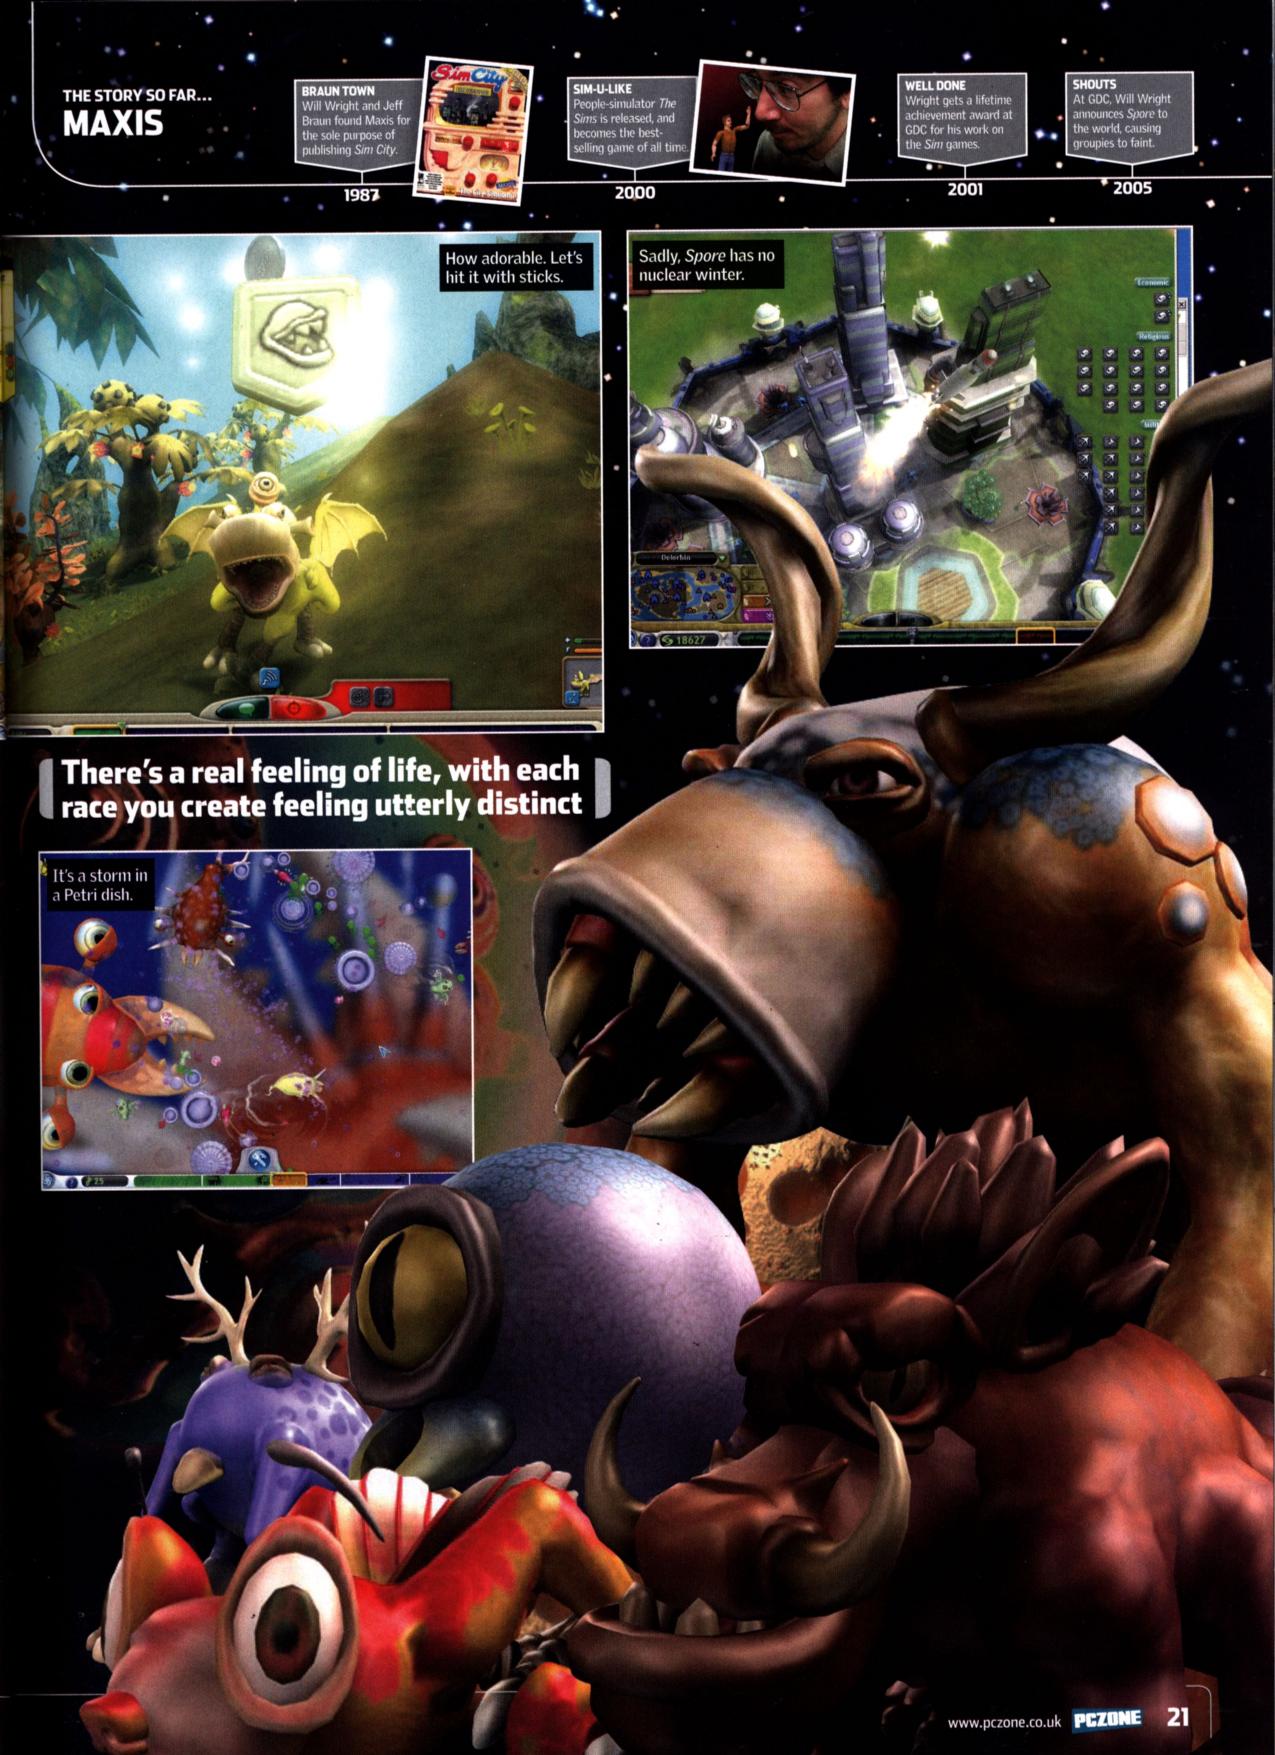 THE STORY SO FAR...
MAXIS
BRAUN TOWN
Will Wright and Jeff
Braun found Maxis for
the sole purpose of
publishing Sim City.
1987
SimCity
SIM-U-LIKE
People-simulator The
Sims is released, and
becomes the best-
selling game of all time.
2000
WELL DONE
Wright gets a lifetime
achievement award at
GDC for his work on
the Sim games.
2001
SHOUTS
At GDC, Will Wright
announces Spore to
the world, causing
groupies to faint.
2005
How adorable. Let's
hit it with sticks.
Sadly, Spore has no
nuclear winter.
Economic
Religious
18627
There's a real feeling of life, with each
race you create feeling utterly distinct
It's a storm in
a Petri dish.
25
www.pczone.co.uk PCZONE 21